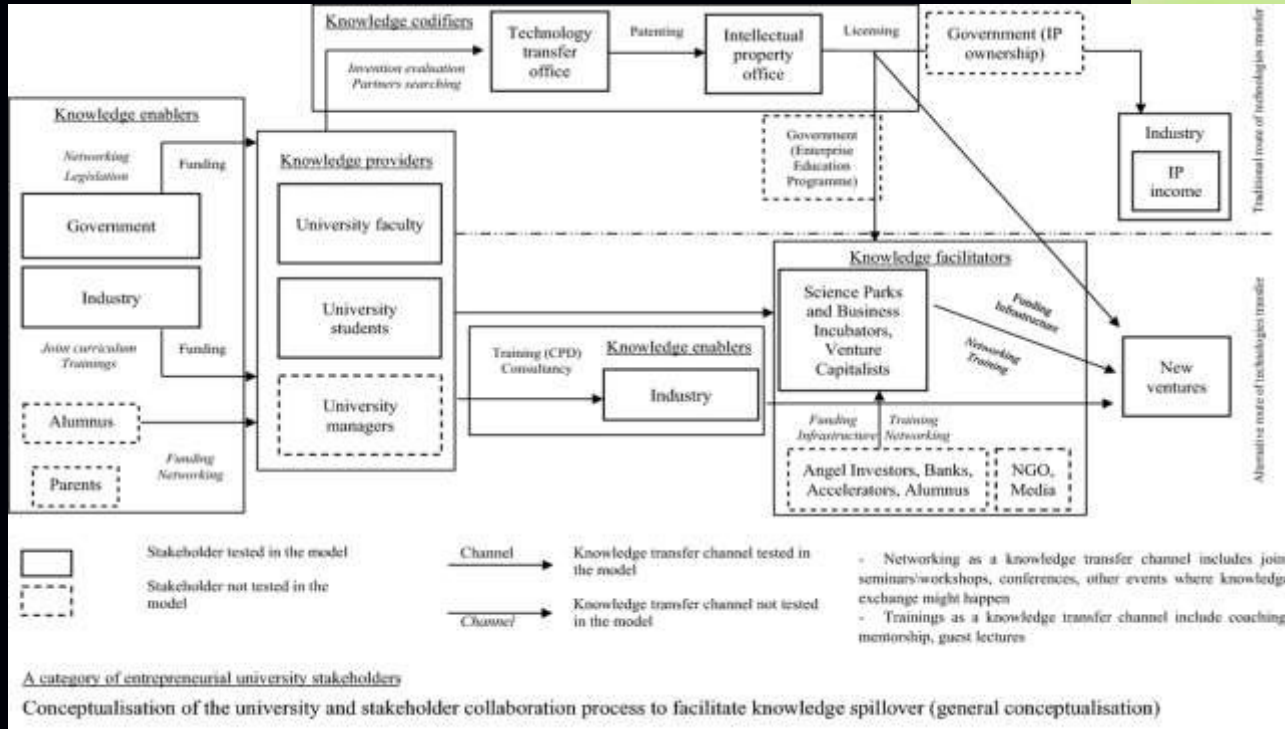 Knowledge codifiers
Technology
transfer
office
Patenting
Intellectual
property
office
Licensing
Government (IP
ownership)
Invention evaluation
Partners searching
Traditional route of technologies transfer
Knowledge enablers
Networking
Legislation
Funding
Government
Industry
Joint curriculum
Trainings
Funding
Alumnus
Funding
Networking
Parents
Knowledge providers
University faculty
University
students
University
managers
Government
(Enterprise
Education
Programme)
Industry
IP
income
Training (CPD)
Consultancy
Knowledge enablers
Industry
Knowledge facilitators
Science Parks
and Business
Incubators,
Venture
Capitalists
Funding
Infrastructure
Networking
Training
New
ventures
Funding
Infrastructure
Training
Networking
Angel Investors, Banks,
Accelerators, Alumnus
NGO,
Media
Alternative route of technologies transfer
Stakeholder tested in the model
Stakeholder not tested in the
model
Channel
Knowledge transfer channel tested in
the model
Channel
Knowledge transfer channel not tested
in the model
- Networking as a knowledge transfer channel includes join
seminars\workshops, conferences, other events where knowledg
exchange might happen
- Trainings as a knowledge transfer channel include coaching
mentorship, guest lectures
A category of entrepreneurial university stakeholders
Conceptualisation of the university and stakeholder collaboration process to facilitate knowledge spillover (general conceptualisation)